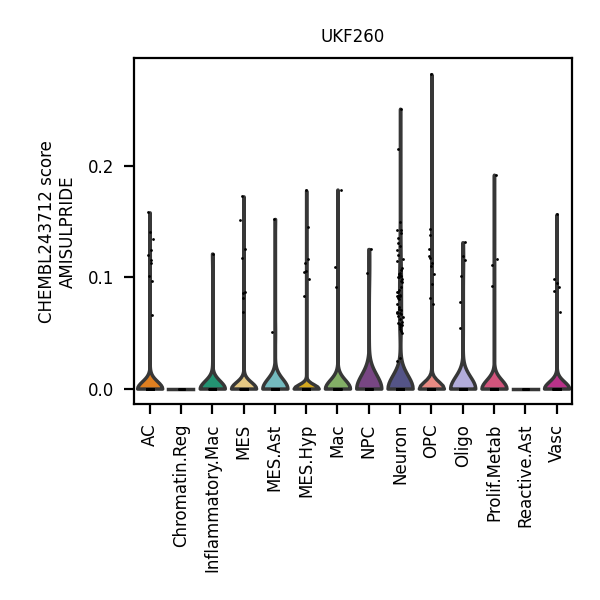 UKF260
CHEMBL243712 score
AMISULPRIDE
0.2
0.1
0.0
AC
Chromatin.Reg
Inflammatory.Mac
MES
MES.Ast
MES.Hyp
Mac
NPC
Neuron
OPC
Oligo
Prolif.Metab
Reactive.Ast
Vasc